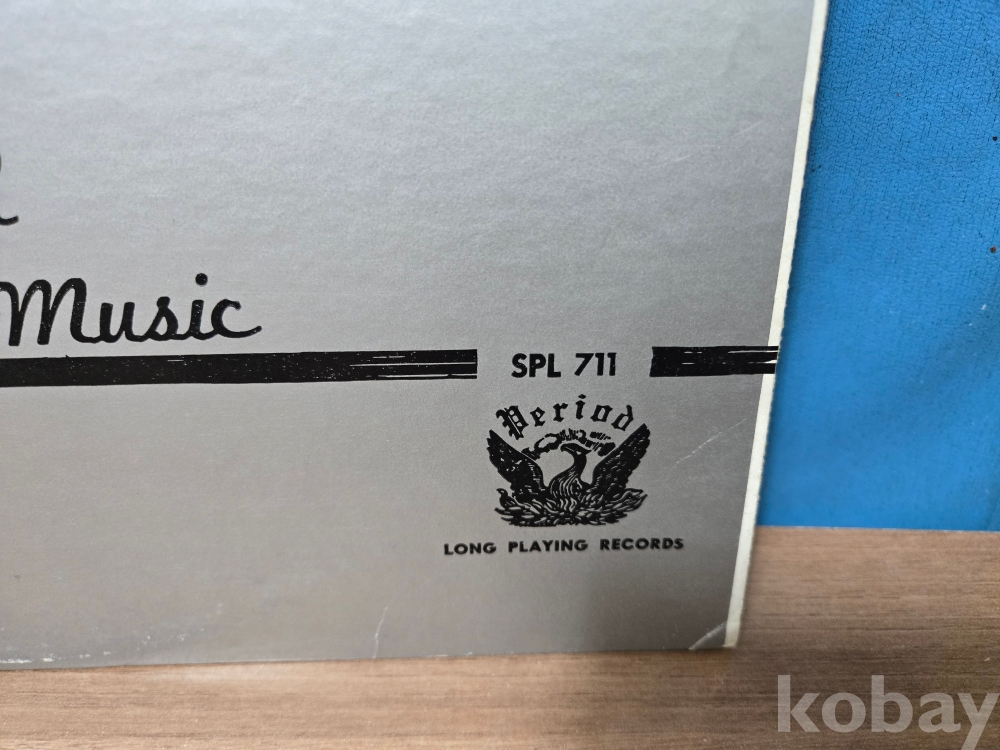 Music
SPL 711
Period
LONG PLAYING RECORDS
kobay